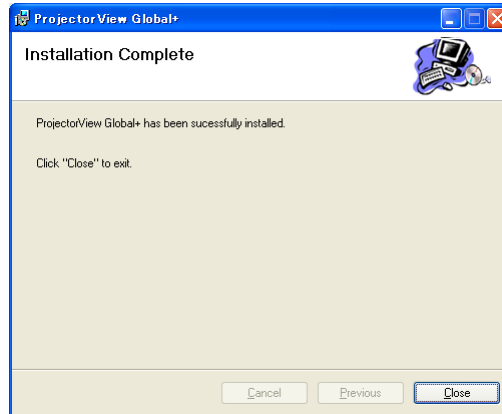 ProjectorView Global+
Installation Complete
ProjectorView Global+ has been sucessfully installed.
Click "Close" to exit.
Cancel Previous Close